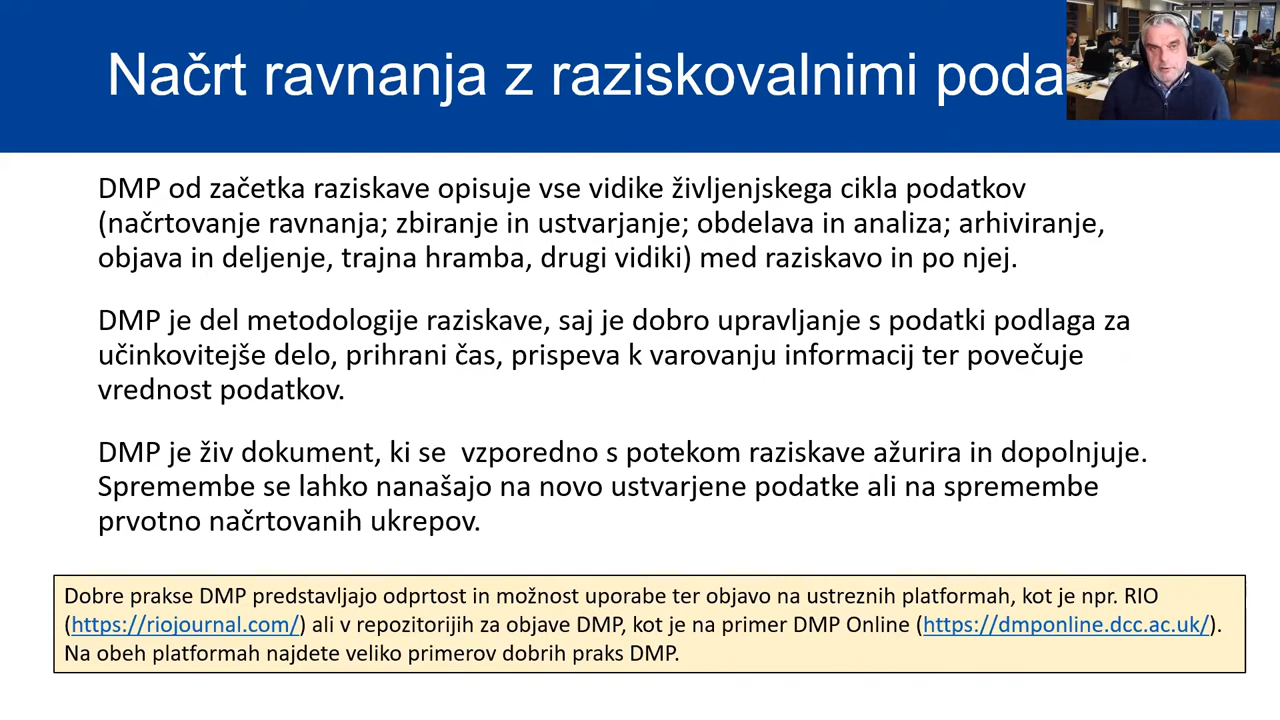 Načrt ravnanja z raziskovalnimi poda
DMP od začetka raziskave opisuje vse vidike življenjskega cikla podatkov
(načrtovanje ravnanja; zbiranje in ustvarjanje; obdelava in analiza; arhiviranje,
objava in deljenje, trajna hramba, drugi vidiki) med raziskavo in po njej.
DMP je del metodologije raziskave, saj je dobro upravljanje s podatki podlaga za
učinkovitejše delo, prihrani čas, prispeva k varovanju informacij ter povečuje
vrednost podatkov.
DMP je živ dokument, ki se  vzporedno s potekom raziskave ažurira in dopolnjuje.
Spremembe se lahko nanašajo na novo ustvarjene podatke ali na spremembe
prvotno načrtovanih ukrepov.
Dobre prakse DMP predstavljajo odprtost in možnost uporabe ter objavo na ustreznih platformah, kot je npr. RIO
(https://riojournal.com/) ali v repozitorijih za objave DMP, kot je na primer DMP Online (https://dmponline.dcc.ac.uk/).
Na obeh platformah najdete veliko primerov dobrih praks DMP.